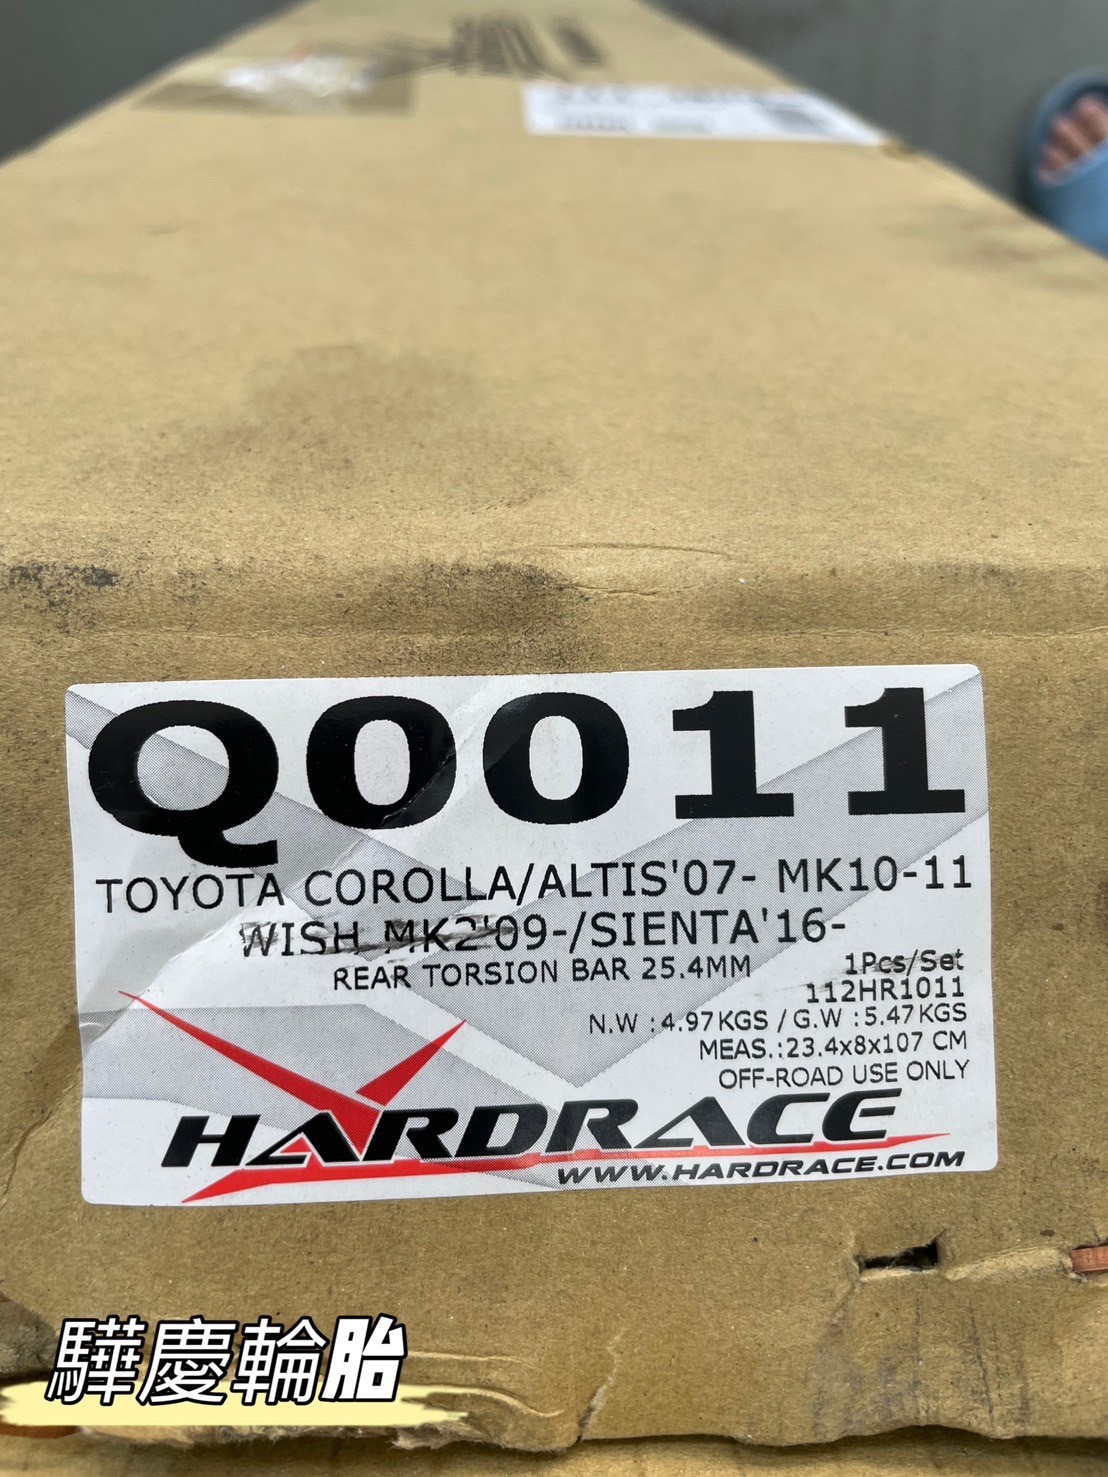 Q0011
TOYOTA COROLLA/ALTIS'07- MK10-11
WISH MK2'09-/SIENTA'16-
REAR TORSION BAR 25.4MM
1Pcs/Set
112HR1011
N.W :4.97KGS / G.W :5.47KGS
MEAS.:23.4x8x107 CM
OFF-ROAD USE ONLY
HARDRACE
WWW.HARDRACE.COM
驊慶輪胎